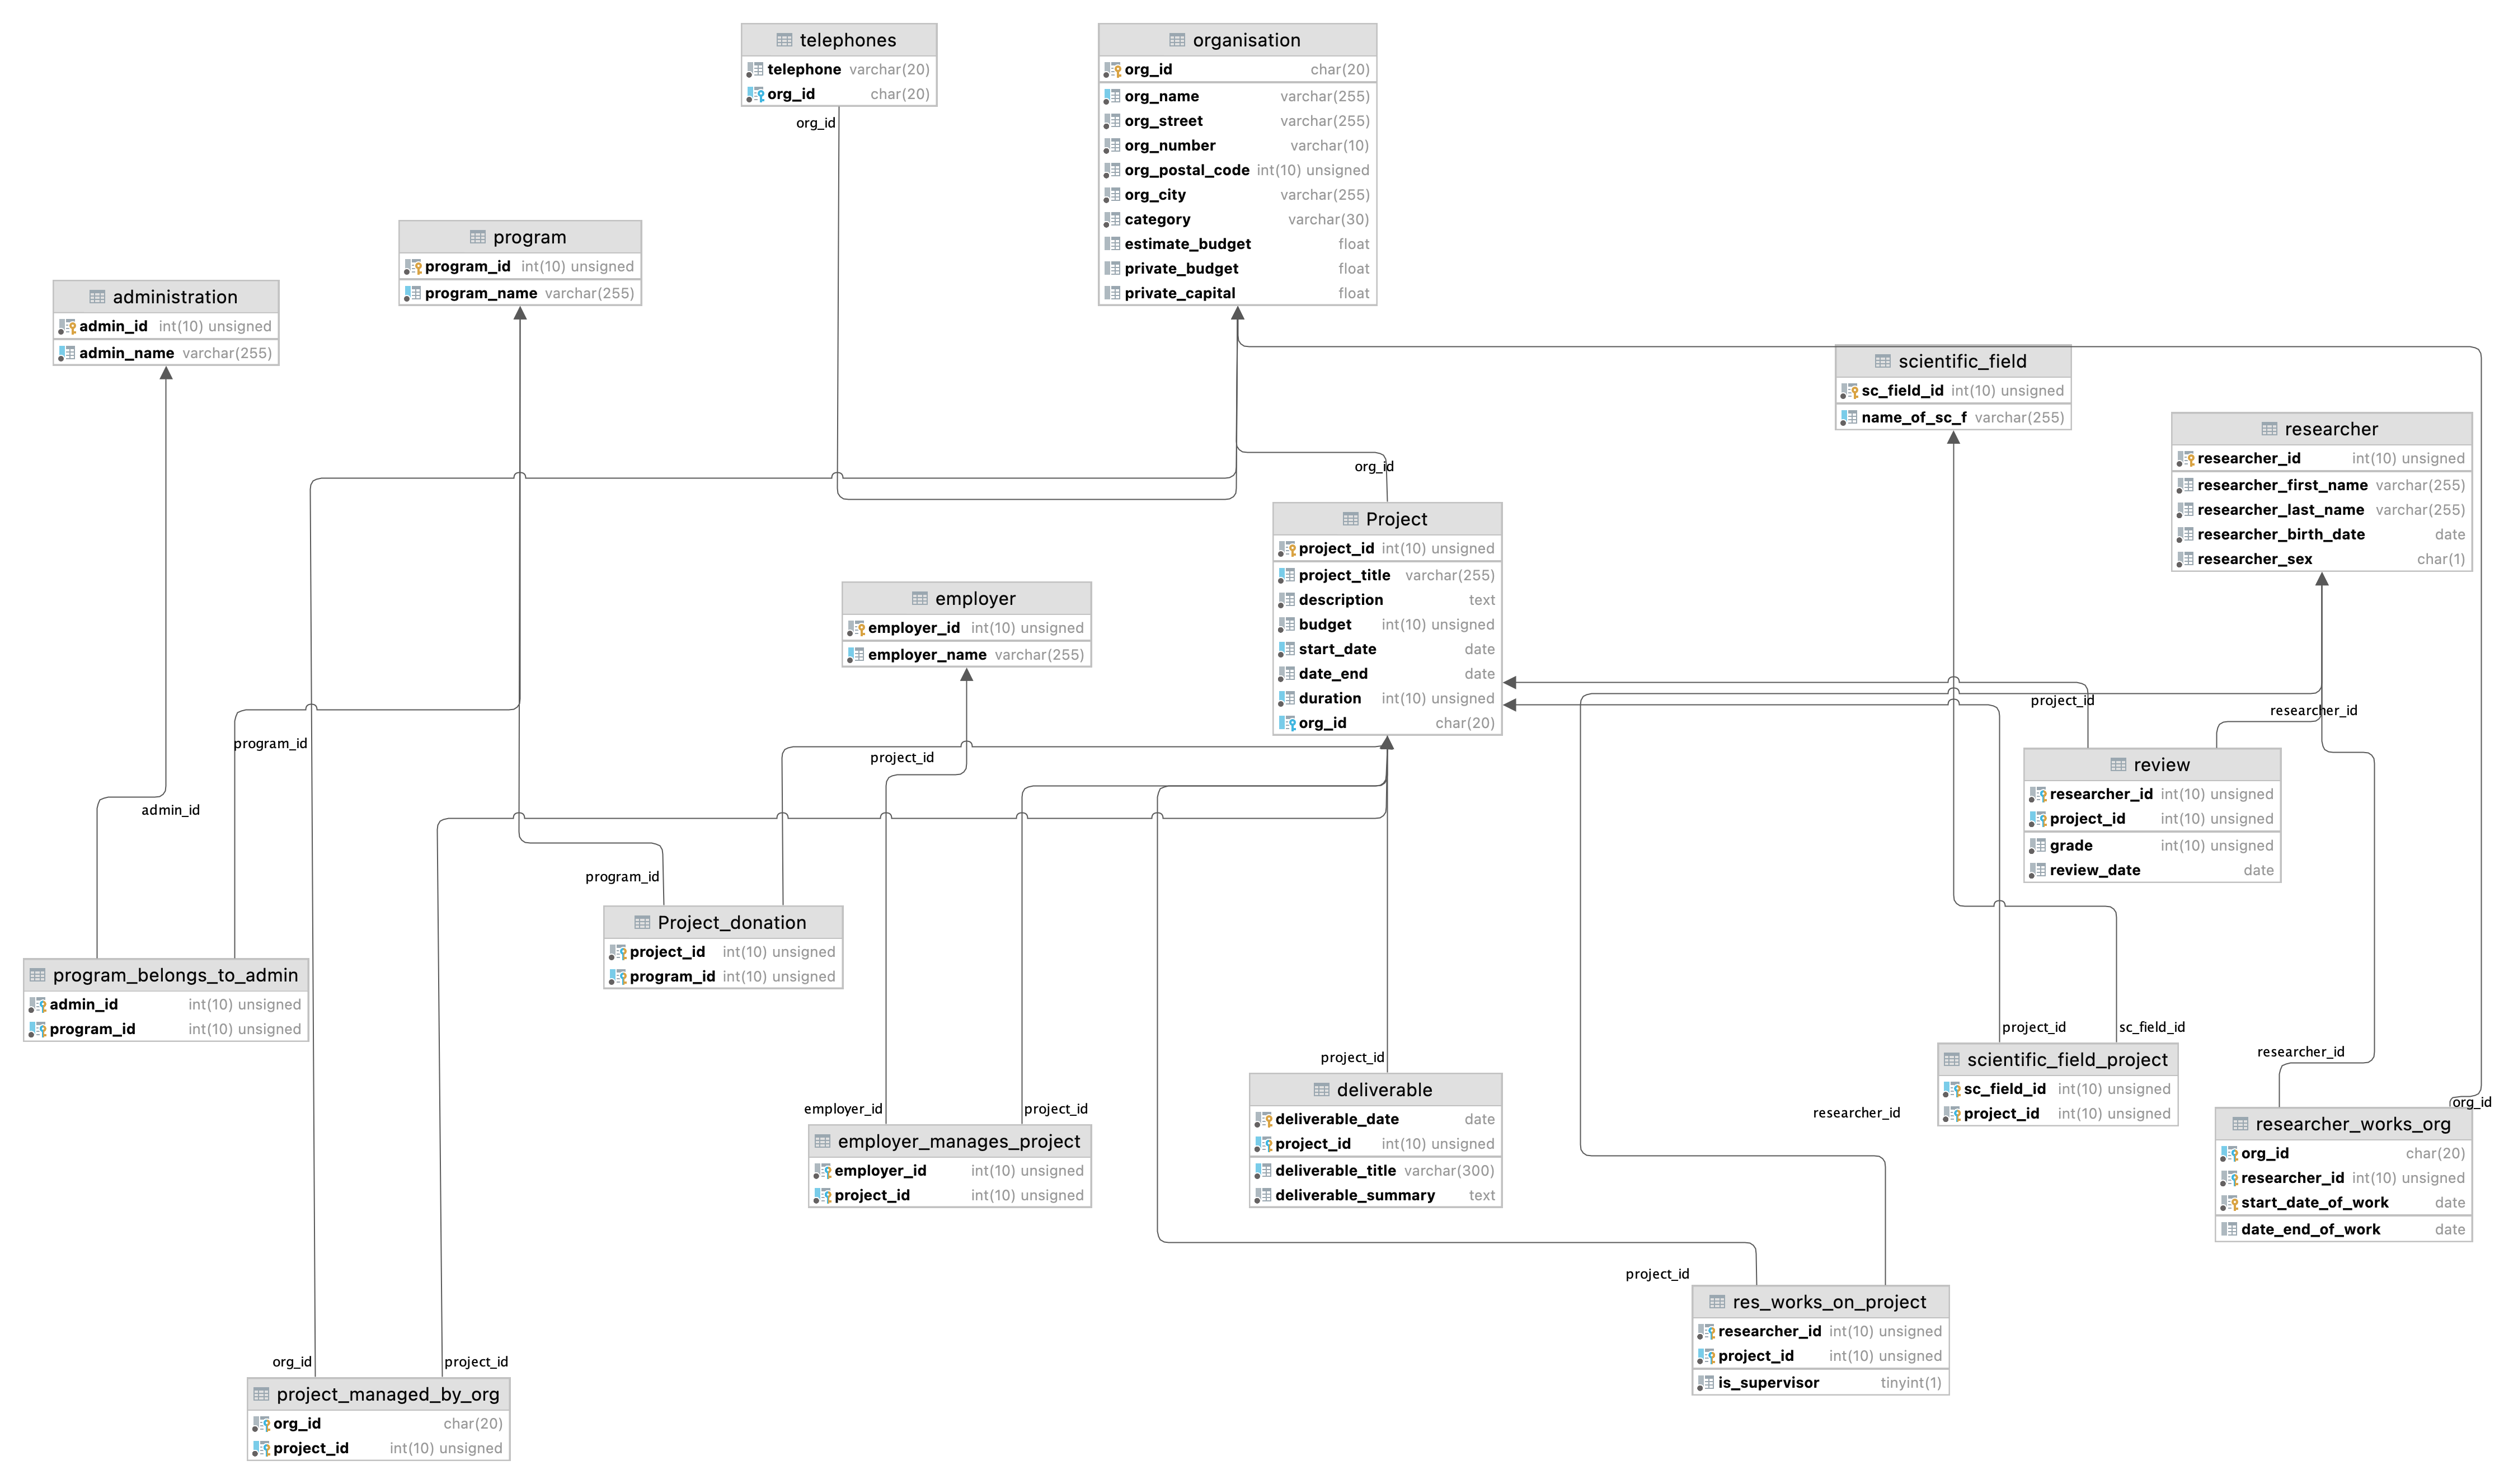 telephones
telephone varchar(20)
org_id char(20)
org_id
organisation
org_id char(20)
org_name varchar(255)
org_street varchar(255)
org_number varchar(10)
org_postal_code int(10) unsigned
org_city varchar(255)
category varchar(30)
estimate_budget float
private_budget float
private_capital float
program
program_id int(10) unsigned
program_name varchar(255)
administration
admin_id int(10) unsigned
admin_name varchar(255)
scientific_field
sc_field_id int(10) unsigned
name_of_sc_f varchar(255)
researcher
researcher_id int(10) unsigned
researcher_first_name varchar(255)
researcher_last_name varchar(255)
researcher_birth_date date
researcher_sex char(1)
org_id
Project
project_id int(10) unsigned
project_title varchar(255)
description text
budget int(10) unsigned
start_date date
date_end date
duration int(10) unsigned
org_id char(20)
employer
employer_id int(10) unsigned
employer_name varchar(255)
project_id
researcher_id
program_id
project_id
admin_id
review
researcher_id int(10) unsigned
project_id int(10) unsigned
grade int(10) unsigned
review_date date
program_id
Project_donation
project_id int(10) unsigned
program_id int(10) unsigned
program_belongs_to_admin
admin_id int(10) unsigned
program_id int(10) unsigned
project_id
sc_field_id
scientific_field_project
sc_field_id int(10) unsigned
project_id int(10) unsigned
researcher_id
org_id
researcher_works_org
org_id char(20)
researcher_id int(10) unsigned
start_date_of_work date
date_end_of_work date
project_id
deliverable
deliverable_date date
project_id int(10) unsigned
deliverable_title varchar(300)
deliverable_summary text
employer_id
project_id
employer_manages_project
employer_id int(10) unsigned
project_id int(10) unsigned
researcher_id
project_id
res_works_on_project
researcher_id int(10) unsigned
project_id int(10) unsigned
is_supervisor tinyint(1)
org_id
project_id
project_managed_by_org
org_id char(20)
project_id int(10) unsigned